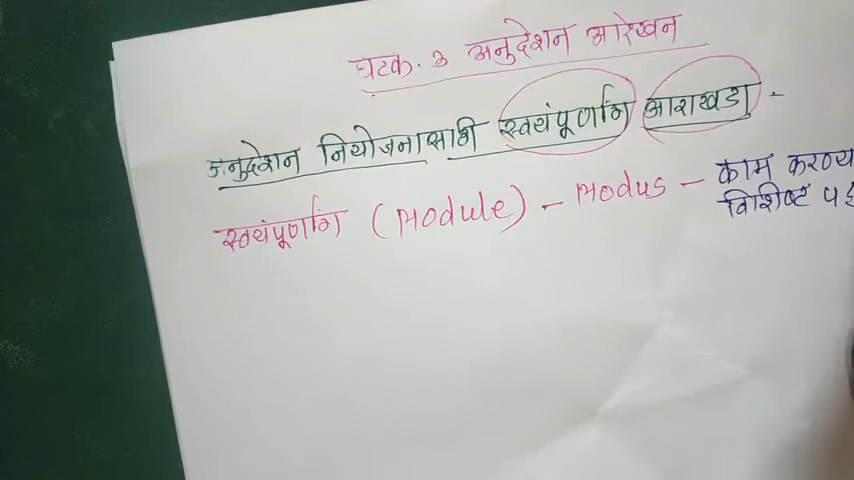 घटक. ३ अनुदेशन आरेखन
अनुदेशन नियोजनासाठी स्वयंपूर्णांग आराखडा .
स्वयंपूर्णांग (Module) - Modus - काम करण्य
विशिष्ट